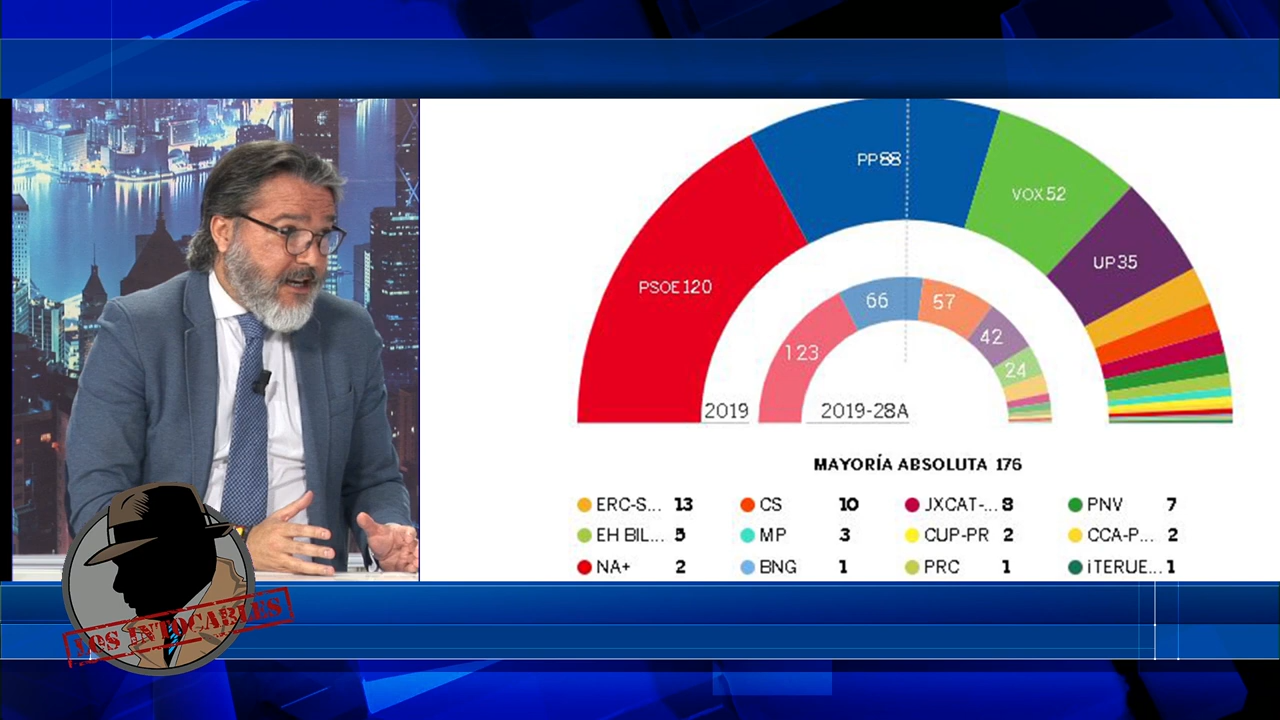 PP 88
VOX 52
UP 35
PSOE 120
66
57
123
42
24
2019
2019-28A
MAYORÍA ABSOLUTA 176
ERC-S... 13
CS 10
JXCAT-... 8
PNV 7
EH BIL... 5
MP 3
CUP-PR 2
CCA-P... 2
NA+ 2
BNG 1
PRC 1
¡TERUE... 1
LOS INTOCABLES